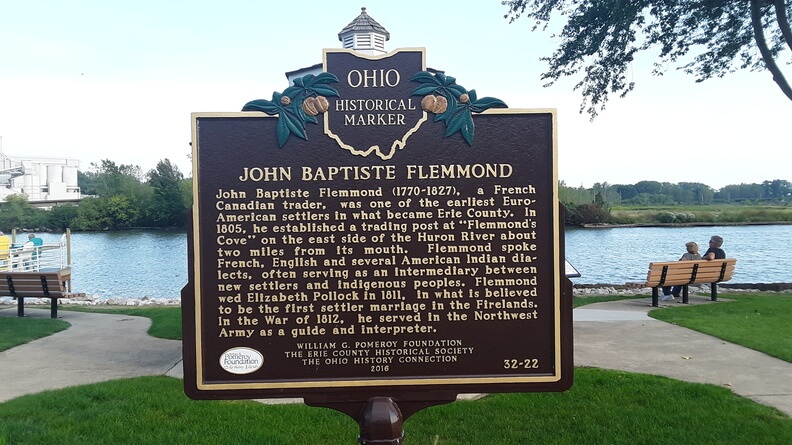 OHIO
HISTORICAL
MARKER
JOHN BAPTISTE FLEMMOND
John Baptiste Flemmond (1770-1827), a French
Canadian trader, was one of the earliest Euro-
American settlers in what became Erie County. In
1805, he established a trading post at "Flemmond's
Cove" on the east side of the Huron River about
two miles from its mouth. Flemmond spoke
French, English and several American Indian dia-
lects, often serving as an intermediary between
new settlers and indigenous peoples. Flemmond
wed Elizabeth Pollock in 1811, in what is believed
to be the first settler marriage in the Firelands.
In the War of 1812, he served in the Northwest
Army as a guide and interpreter.
WILLIAM G. POMEROY FOUNDATION
THE ERIE COUNTY HISTORICAL SOCIETY
THE OHIO HISTORY CONNECTION
2016
Pomeroy
Foundation
32-22